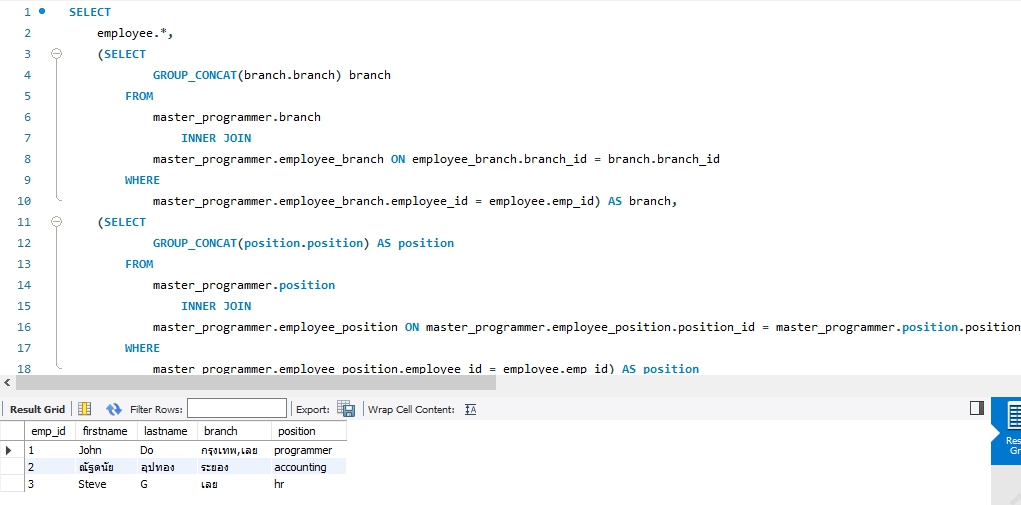 1 SELECT
2 employee.*,
3 (SELECT
4 GROUP_CONCAT(branch.branch) branch
5 FROM
6 master_programmer.branch
7 INNER JOIN
8 master_programmer.employee_branch ON employee_branch.branch_id = branch.branch_id
9 WHERE
10 master_programmer.employee_branch.employee_id = employee.emp_id) AS branch,
11 (SELECT
12 GROUP_CONCAT(position.position) AS position
13 FROM
14 master_programmer.position
15 INNER JOIN
16 master_programmer.employee_position ON master_programmer.employee_position.position_id = master_programmer.position.position
17 WHERE
18 master_programmer.employee_position.employee_id = employee.emp_id) AS position
Result Grid Filter Rows: Export: Wrap Cell Content: IA
emp_id firstname lastname branch position
1 John Do กรุงเทพ,เลย programmer
2 ณัฐดนัย อุปทอง ระยอง accounting
3 Steve G เลย hr
Res
Gr